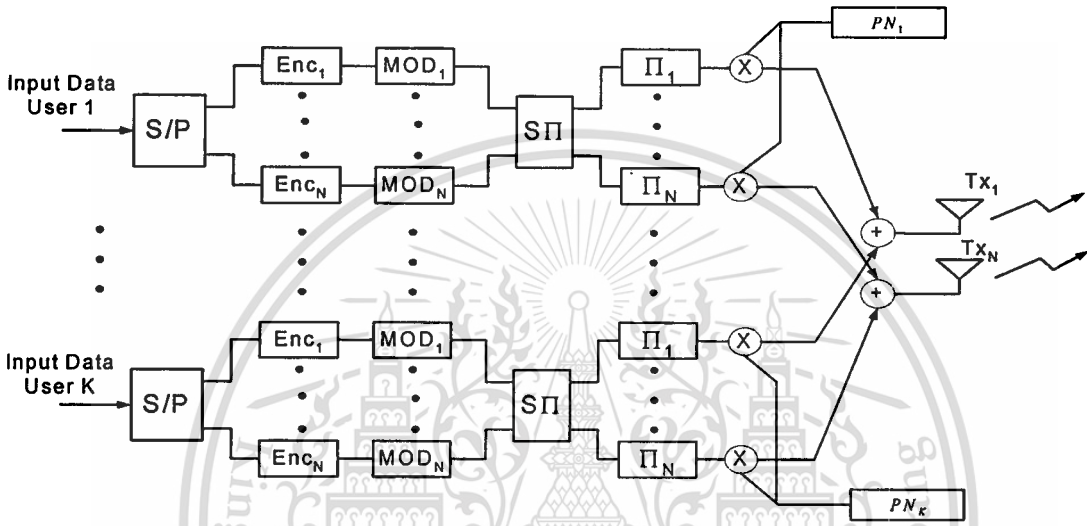 PN₁
Input Data
User 1
S/P
Enc₁
MOD₁
SΠ
Π₁
X
Enc_N
MOD_N
Π_N
X
+
Tx₁
+
Tx_N
Input Data
User K
S/P
Enc₁
MOD₁
SΠ
Π₁
X
Enc_N
MOD_N
Π_N
X
PN_K